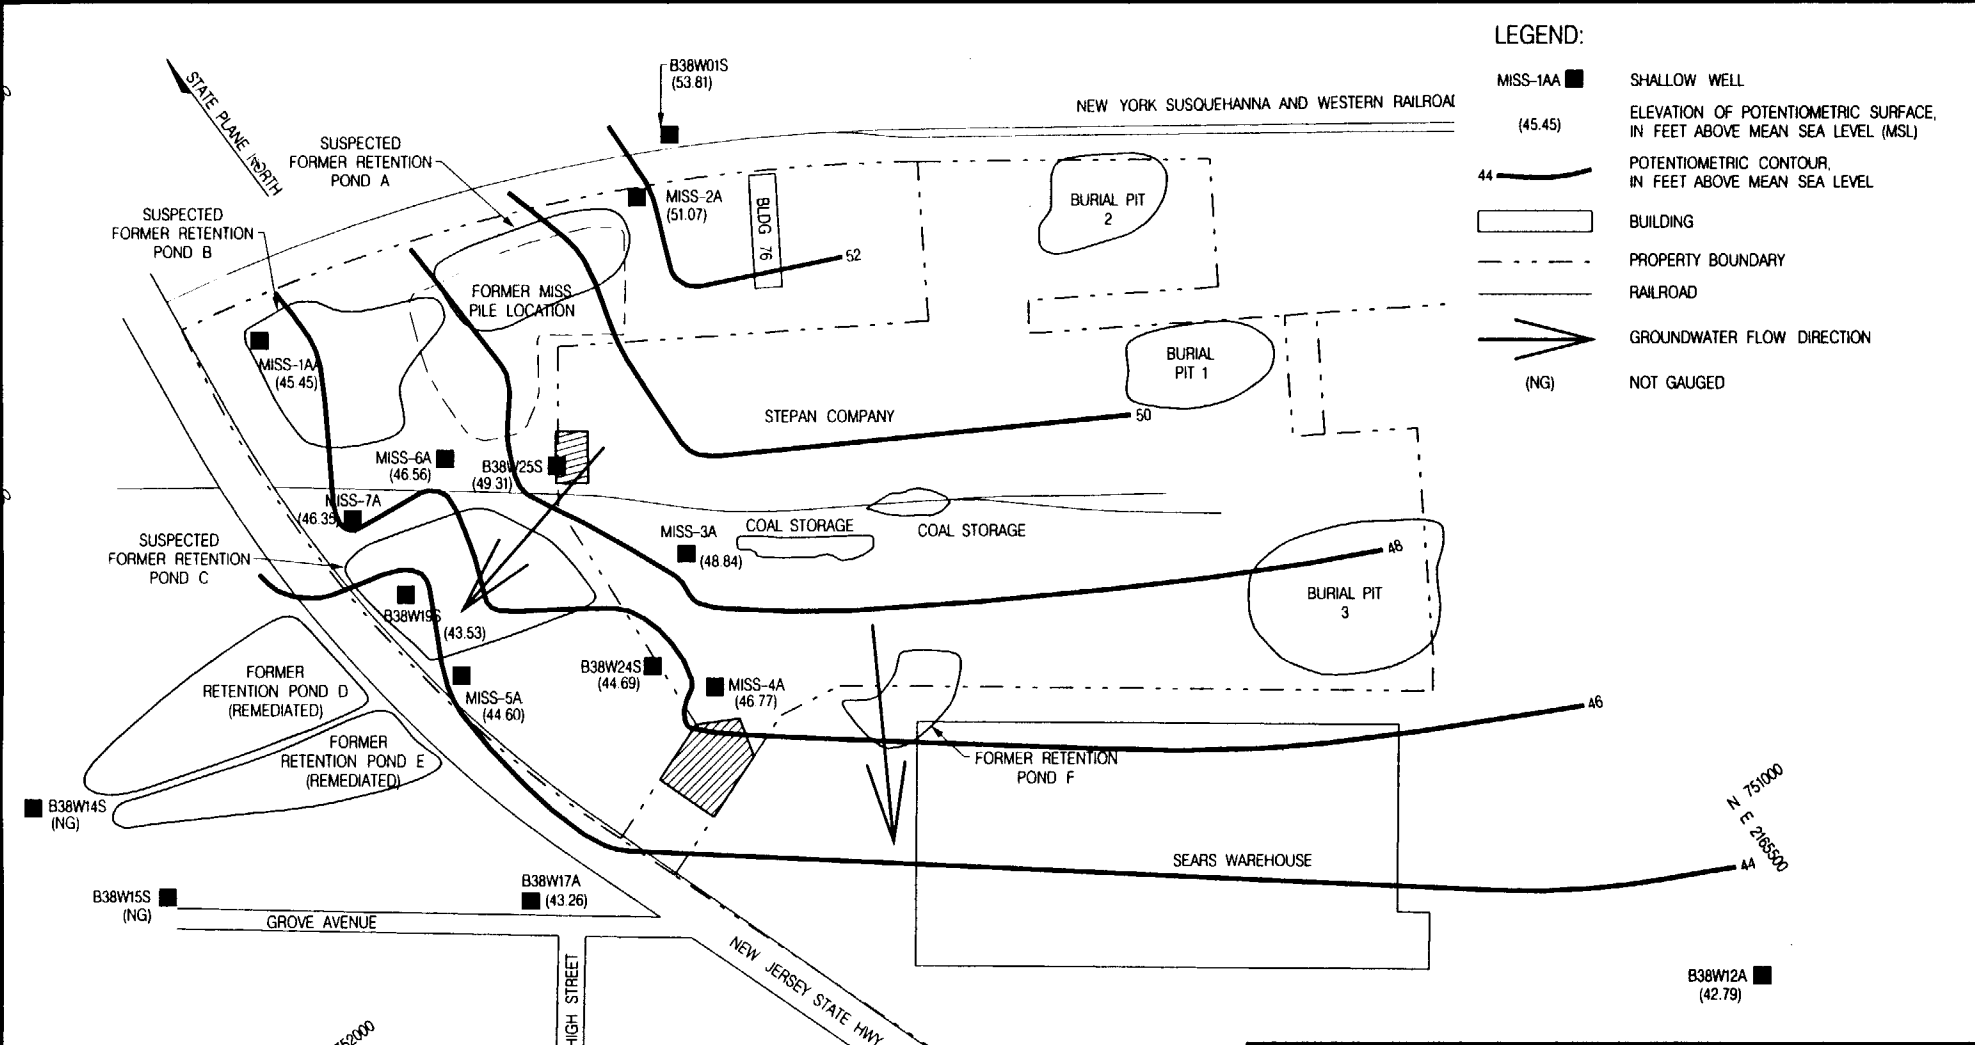 LEGEND:
MISS-1AA
SHALLOW WELL
(45.45)
ELEVATION OF POTENTIOMETRIC SURFACE,
IN FEET ABOVE MEAN SEA LEVEL (MSL)
44
POTENTIOMETRIC CONTOUR,
IN FEET ABOVE MEAN SEA LEVEL
BUILDING
PROPERTY BOUNDARY
RAILROAD
GROUNDWATER FLOW DIRECTION
(NG)
NOT GAUGED
STATE PLANE NORTH
B38W01S
(53.81)
NEW YORK SUSQUEHANNA AND WESTERN RAILROAD
SUSPECTED
FORMER RETENTION
POND A
SUSPECTED
FORMER RETENTION
POND B
MISS-2A
(51.07)
BLDG 76
52
BURIAL PIT
2
FORMER MISS
PILE LOCATION
MISS-1AA
(45.45)
BURIAL
PIT 1
STEPAN COMPANY
50
MISS-6A
(46.56)
B38W25S
(49.31)
MISS-7A
(46.35)
MISS-3A
(48.84)
COAL STORAGE
COAL STORAGE
48
SUSPECTED
FORMER RETENTION
POND C
BURIAL PIT
3
B38W19S
(43.53)
FORMER
RETENTION POND D
(REMEDIATED)
B38W24S
(44.69)
MISS-4A
(46.77)
MISS-5A
(44.60)
46
FORMER
RETENTION POND E
(REMEDIATED)
FORMER RETENTION
POND F
B38W14S
(NG)
N 751000
E 2165500
SEARS WAREHOUSE
44
B38W15S
(NG)
B38W17A
(43.26)
GROVE AVENUE
HIGH STREET
NEW JERSEY STATE HWY
B38W12A
(42.79)
752000